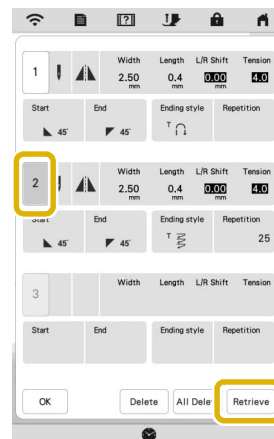 ?
Width Length L/R Shift Tension
1 2.50 0.4 0.00 4.0
mm mm mm
Start End Ending style Repetition
45° 45° T
Width Length L/R Shift Tension
2 2.50 0.4 0.00 4.0
mm mm mm
Start End Ending style Repetition
45° 45° T 25
Width Length L/R Shift Tension
3
Start End Ending style Repetition
OK Delete All Dele Retrieve